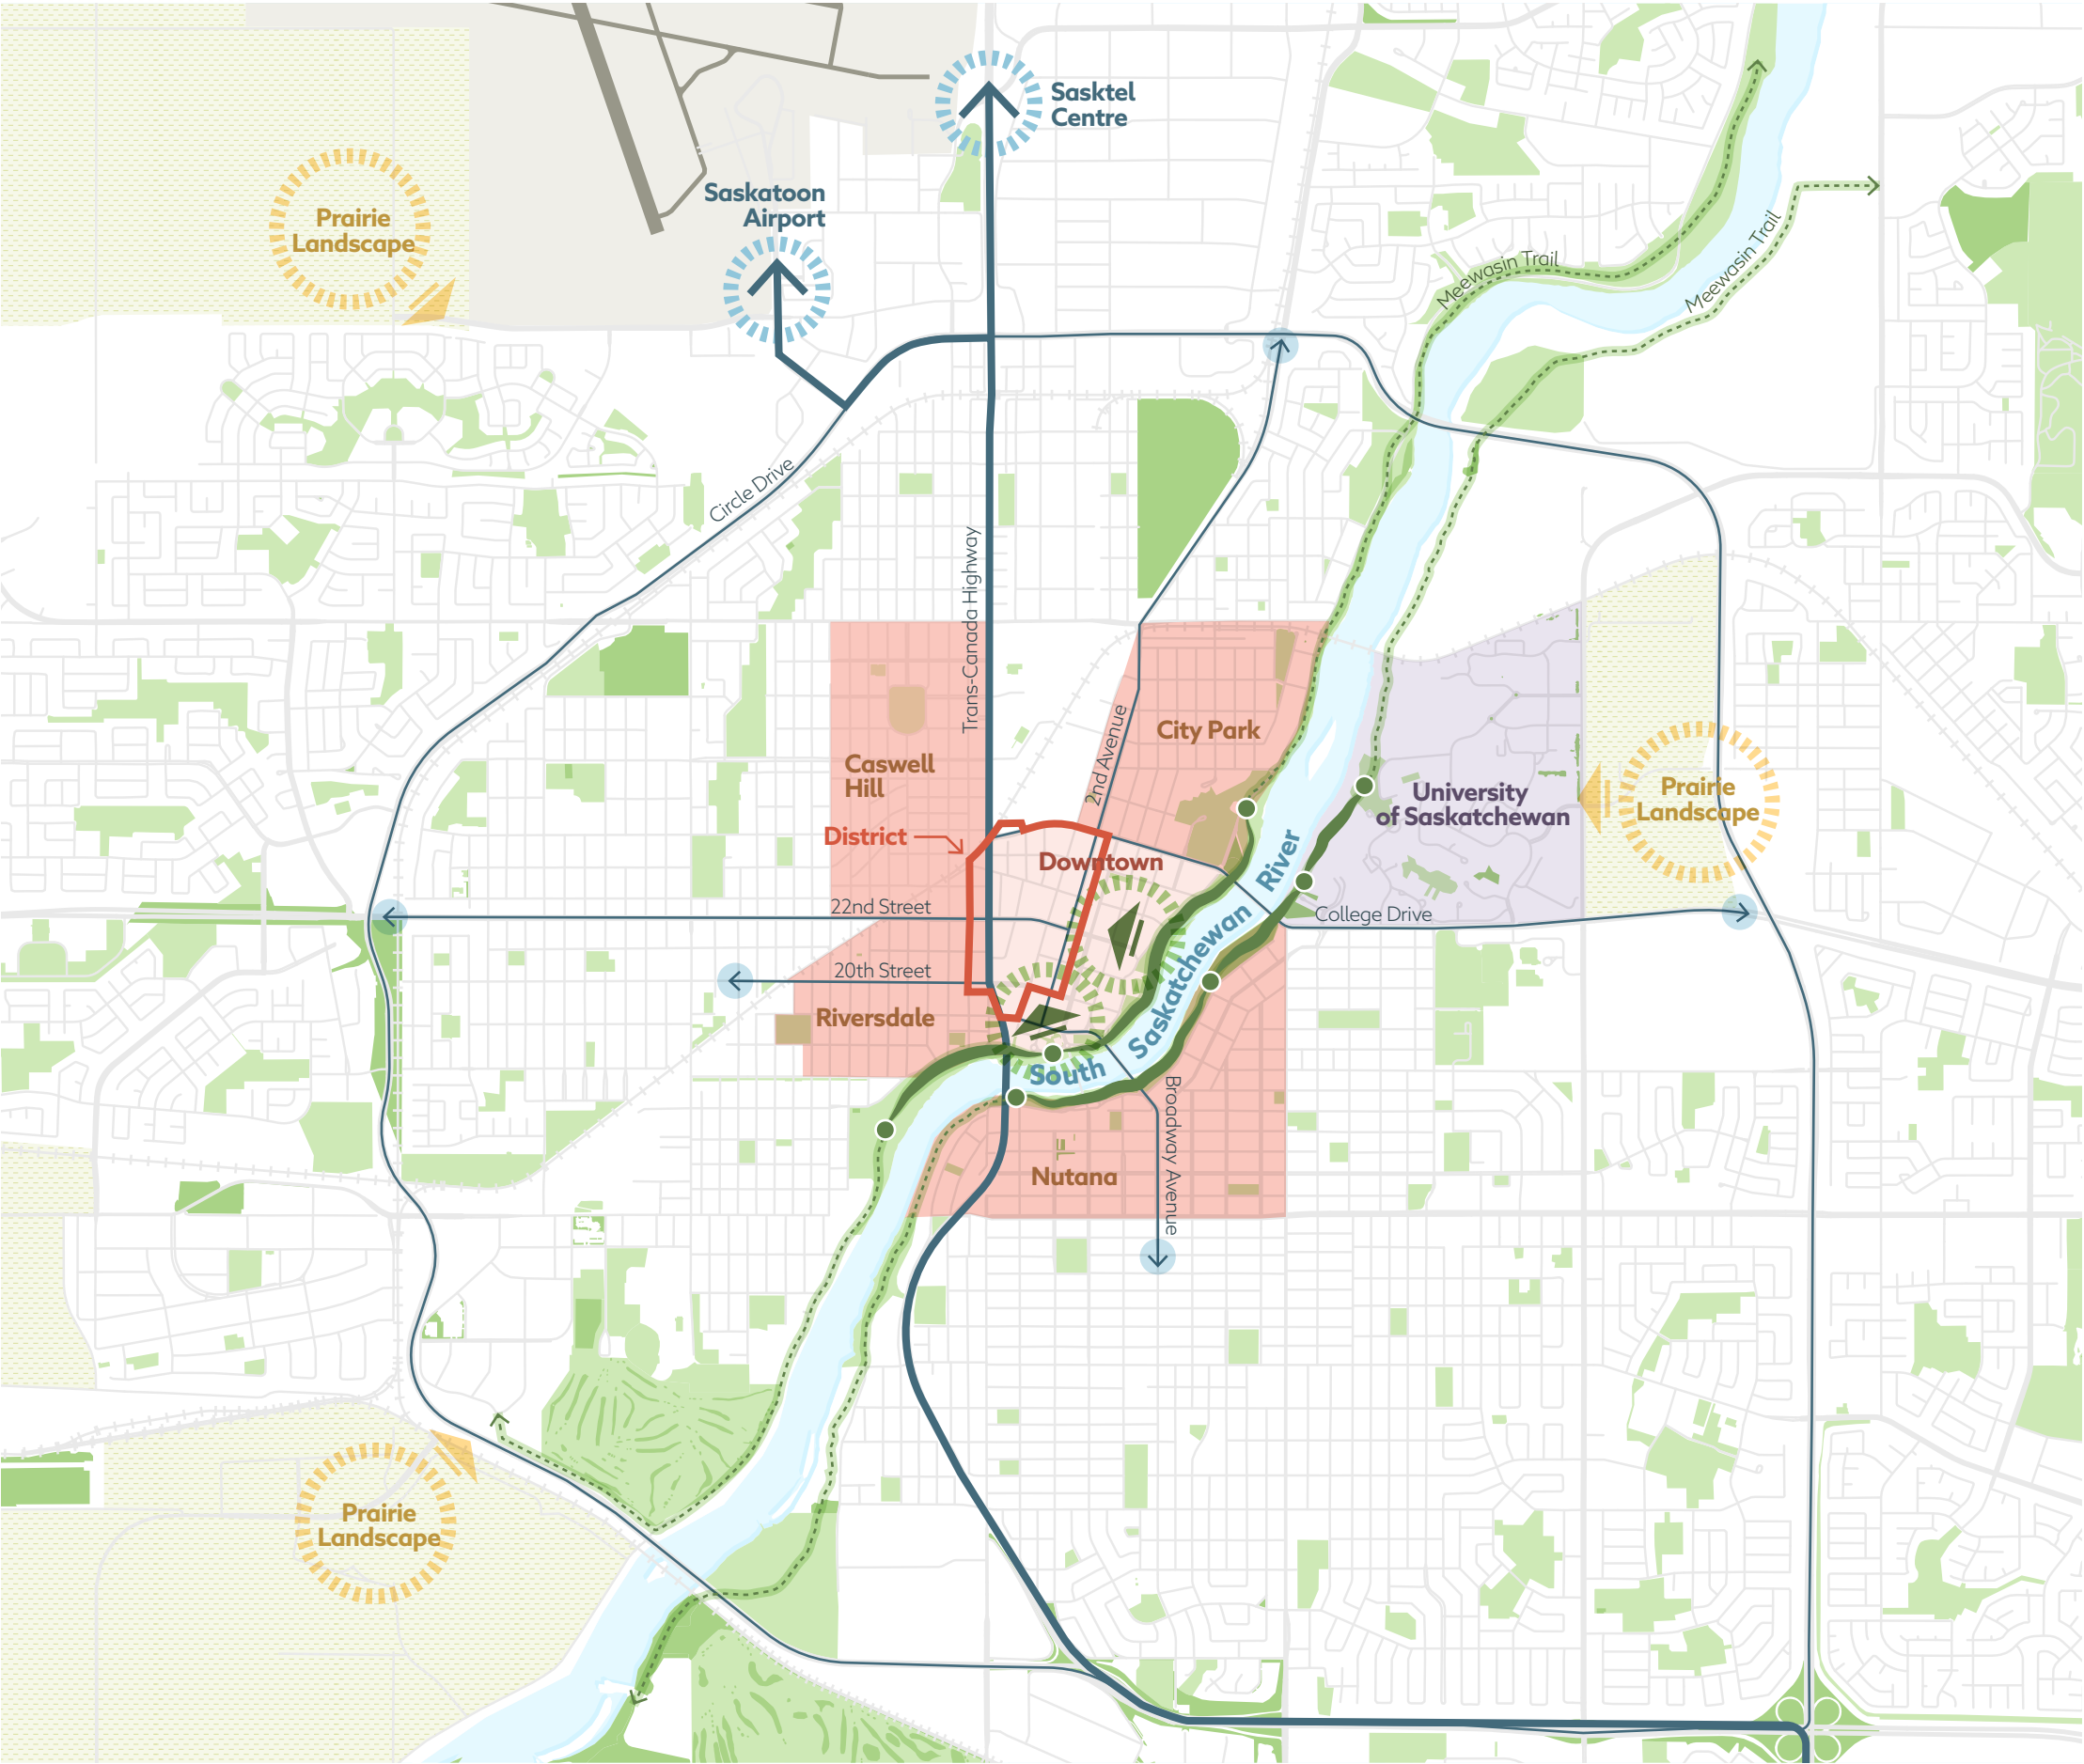 Sasktel
Centre
Saskatoon
Airport
Prairie
Landscape
Meewasin Trail
Meewasin Trail
Circle Drive
Trans-Canada Highway
2nd Avenue
City Park
Caswell
Hill
University
of Saskatchewan
Prairie
Landscape
District
Downtown
22nd Street
College Drive
20th Street
Riversdale
South
Saskatchewan
River
Broadway Avenue
Nutana
Prairie
Landscape